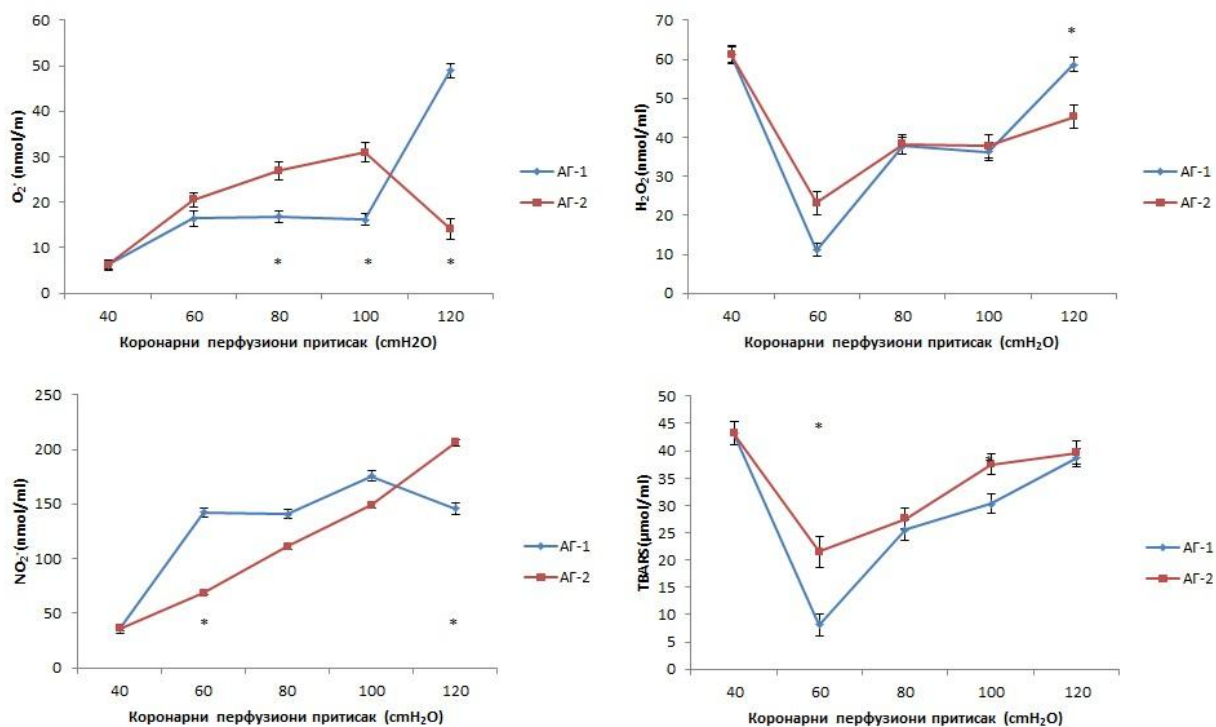 60
50
40
30
20
10
0
O₂⁻ (nmol/m)
*
*
*
40 60 80 100 120
Коронарни перфузиони притисак (cmH2O)
АГ-1
АГ-2
70
60
50
40
30
20
10
0
H₂O₂(nmol/ml)
*
40 60 80 100 120
Коронарни перфузиони притисак (cmH₂O)
АГ-1
АГ-2
250
200
150
100
50
0
NO₂⁻(nmol/ml)
*
*
40 60 80 100 120
Коронарни перфузиони притисак (cmH₂O)
АГ-1
АГ-2
50
45
40
35
30
25
20
15
10
5
0
TBARS(µmol/ml)
*
*
40 60 80 100 120
Коронарни перфузиони притисак (cmH₂O)
АГ-1
АГ-2